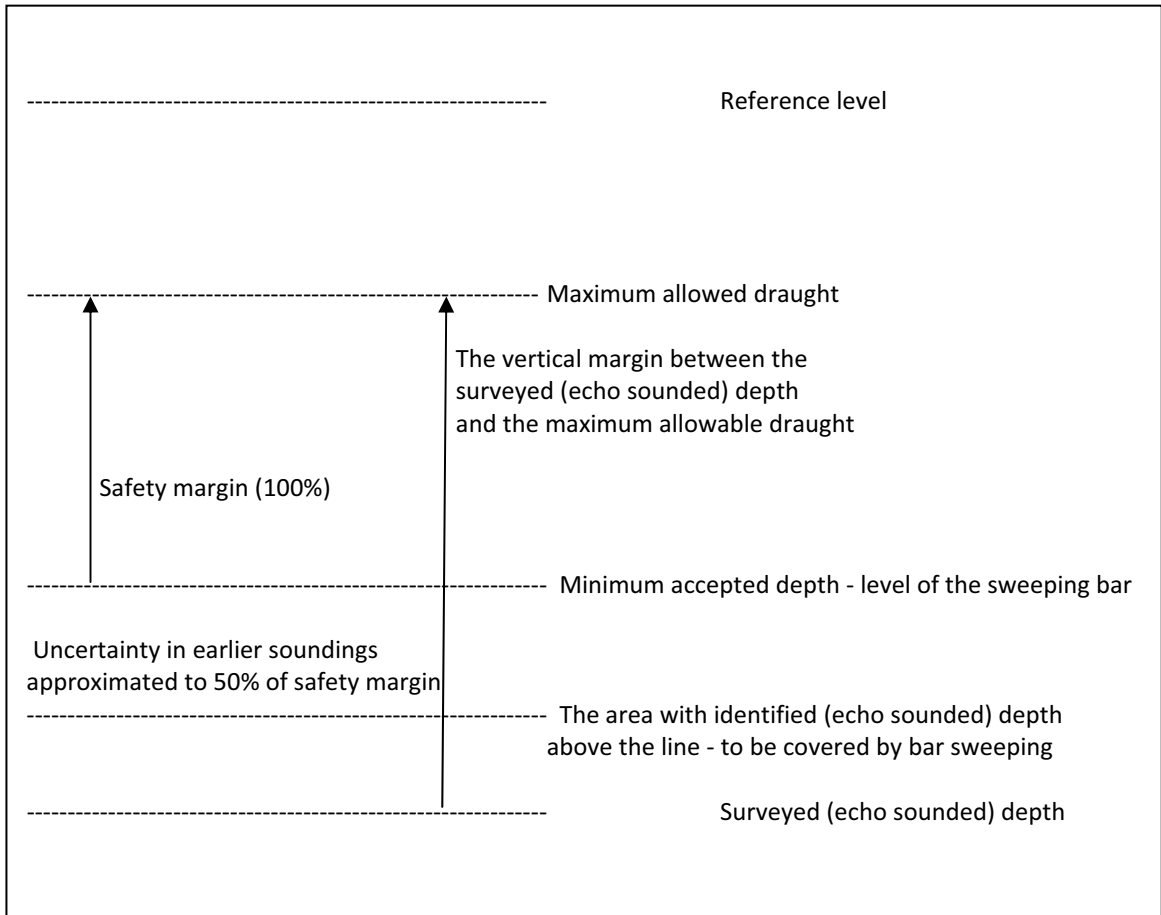 Reference level
Maximum allowed draught
The vertical margin between the
surveyed (echo sounded) depth
and the maximum allowable draught
Safety margin (100%)
Minimum accepted depth - level of the sweeping bar
Uncertainty in earlier soundings
approximated to 50% of safety margin
The area with identified (echo sounded) depth
above the line - to be covered by bar sweeping
Surveyed (echo sounded) depth